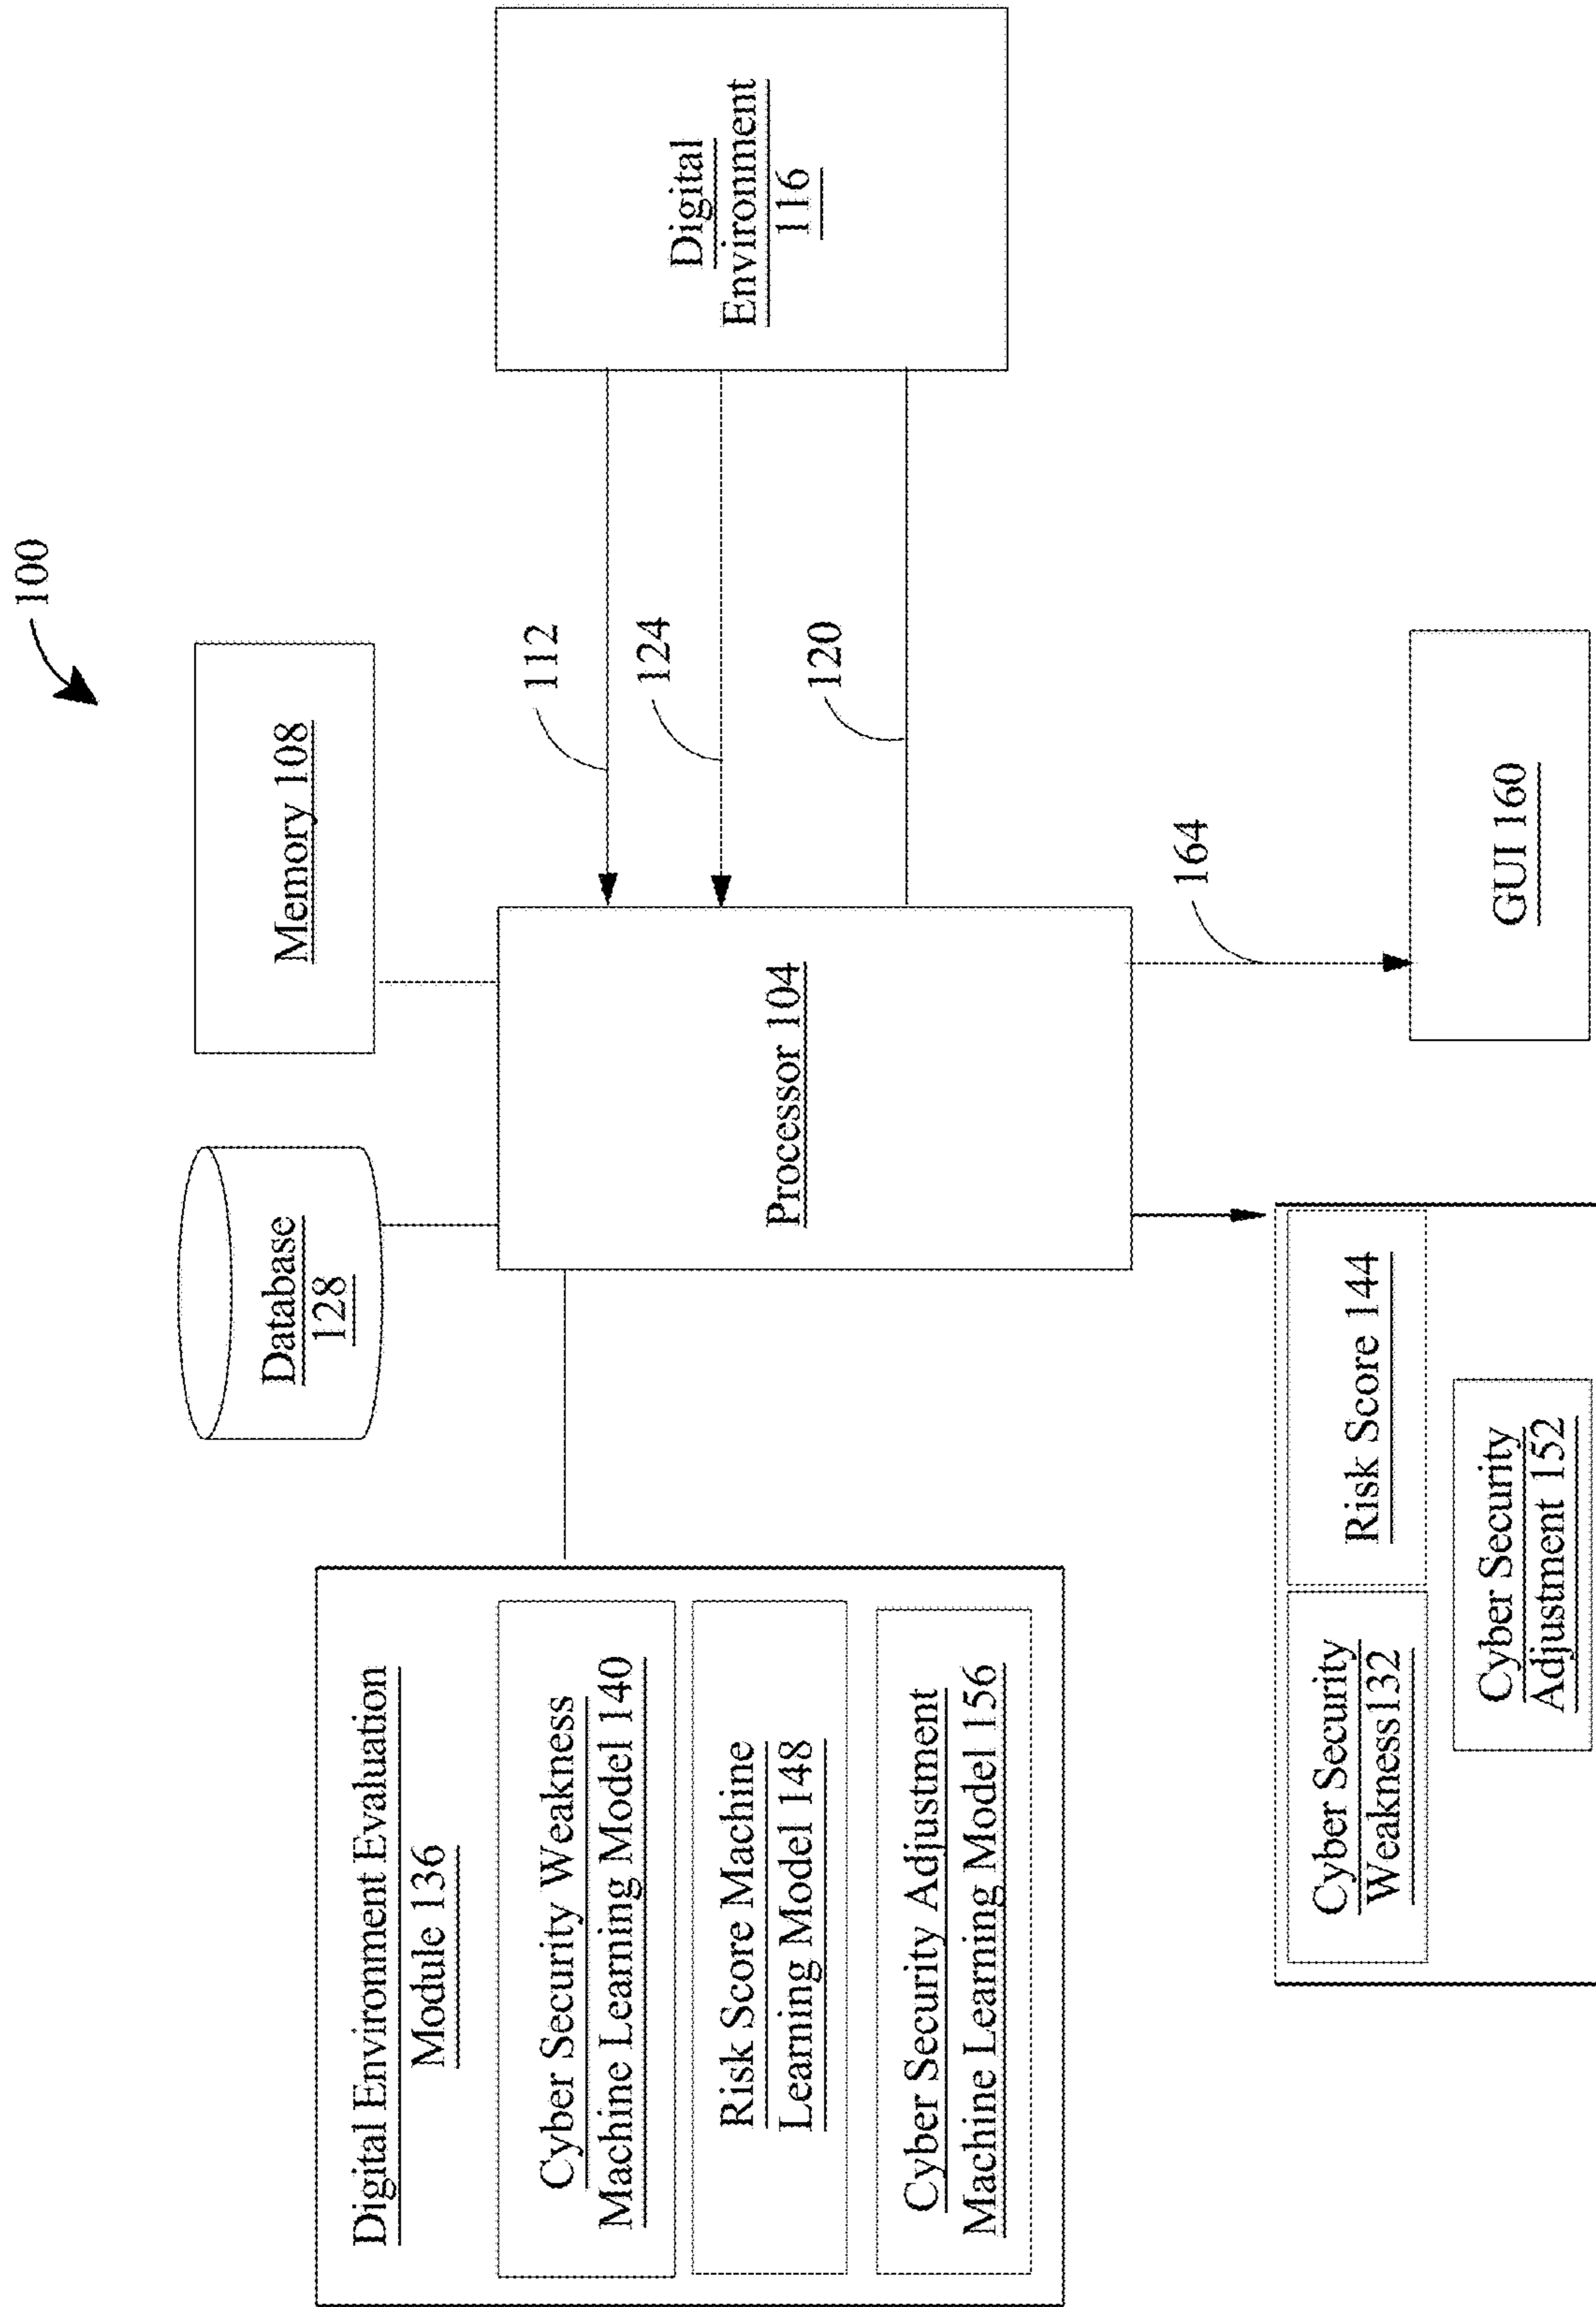 100
Digital Environment Evaluation
Module 136
Cyber Security Weakness
Machine Learning Model 140
Risk Score Machine
Learning Model 148
Cyber Security Adjustment
Machine Learning Model 156
Database
128
Memory 108
Processor 104
112
124
120
Digital
Environment
116
Cyber Security
Weakness132
Risk Score 144
Cyber Security
Adjustment 152
164
GUI 160